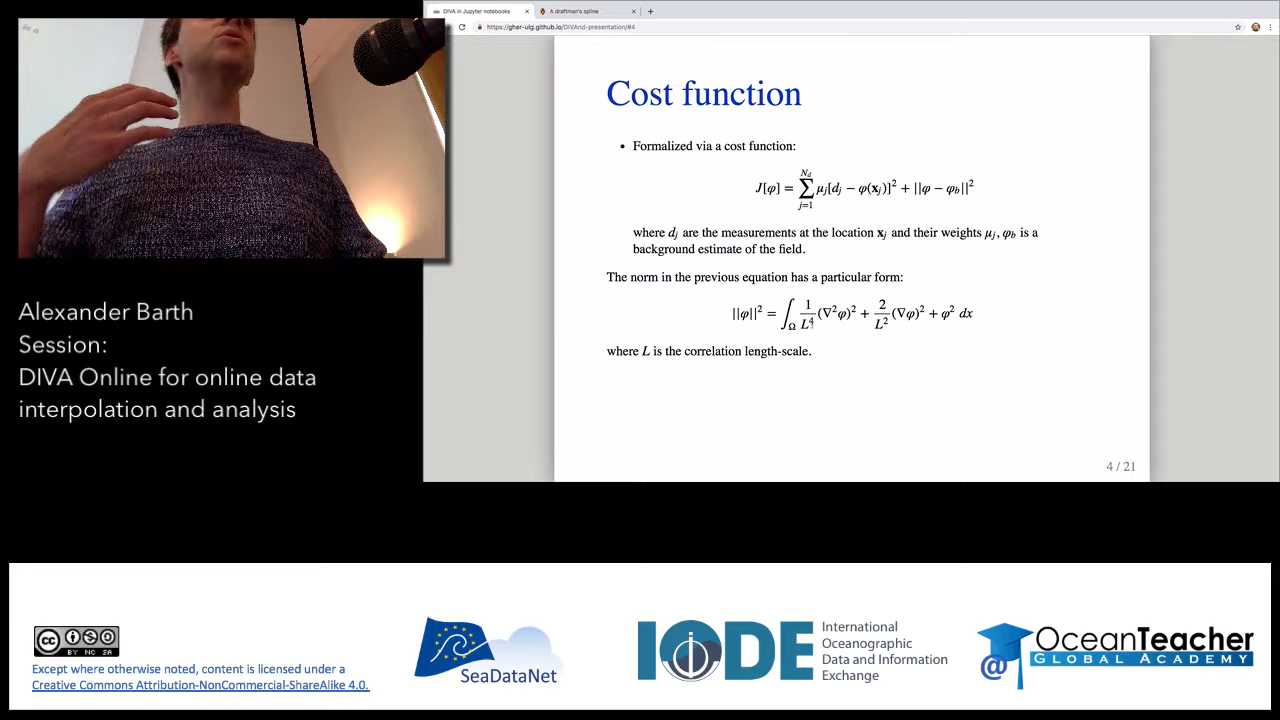 DIVA in Jupyter notebooks
A draftman's spline
https://gher-ulg.github.io/DIVAnd-presentation/#4
Cost function
• Formalized via a cost function:
J[φ] = ∑_{j=1}^{N_d} μ_j[d_j − φ(x_j)]² + ||φ − φ_b||²
where d_j are the measurements at the location x_j and their weights μ_j, φ_b is a
background estimate of the field.
The norm in the previous equation has a particular form:
||φ||² = ∫_Ω 1/L⁴ (∇²φ)² + 2/L² (∇φ)² + φ² dx
where L is the correlation length-scale.
4 / 21
Alexander Barth
Session:
DIVA Online for online data
interpolation and analysis
cc BY NC SA
Except where otherwise noted, content is licensed under a
Creative Commons Attribution-NonCommercial-ShareAlike 4.0.
SeaDataNet
IODE
International
Oceanographic
Data and Information
Exchange
@ OceanTeacher
GLOBAL ACADEMY